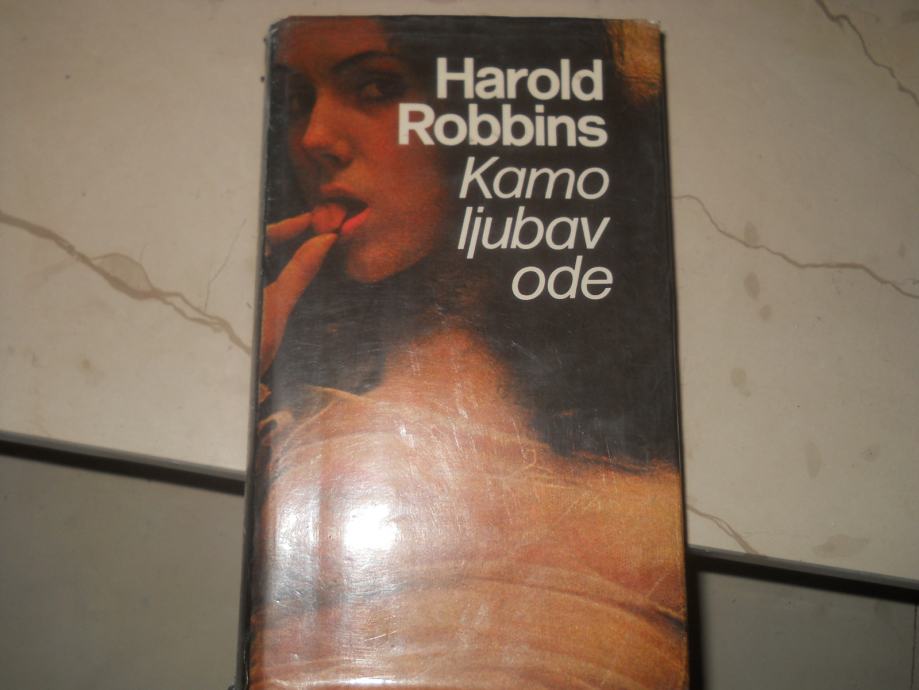 Harold
Robbins
Kamo
ljubav
ode